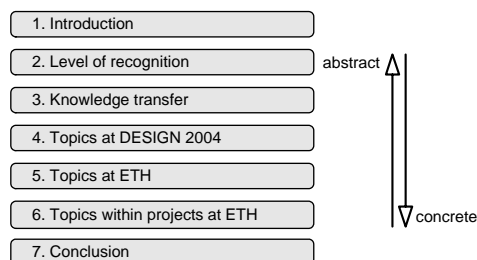 1. Introduction
2. Level of recognition
abstract
3. Knowledge transfer
4. Topics at DESIGN 2004
5. Topics at ETH
6. Topics within projects at ETH
concrete
7. Conclusion